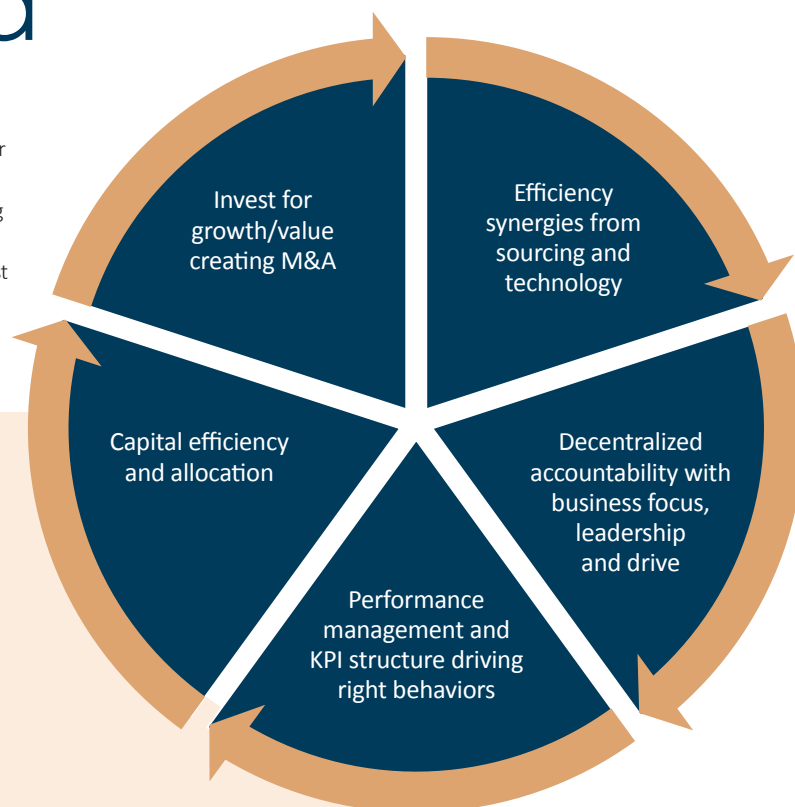 Invest for
growth/value
creating M&A
Efficiency
synergies from
sourcing and
technology
Decentralized
accountability with
business focus,
leadership
and drive
Performance
management and
KPI structure driving
right behaviors
Capital efficiency
and allocation